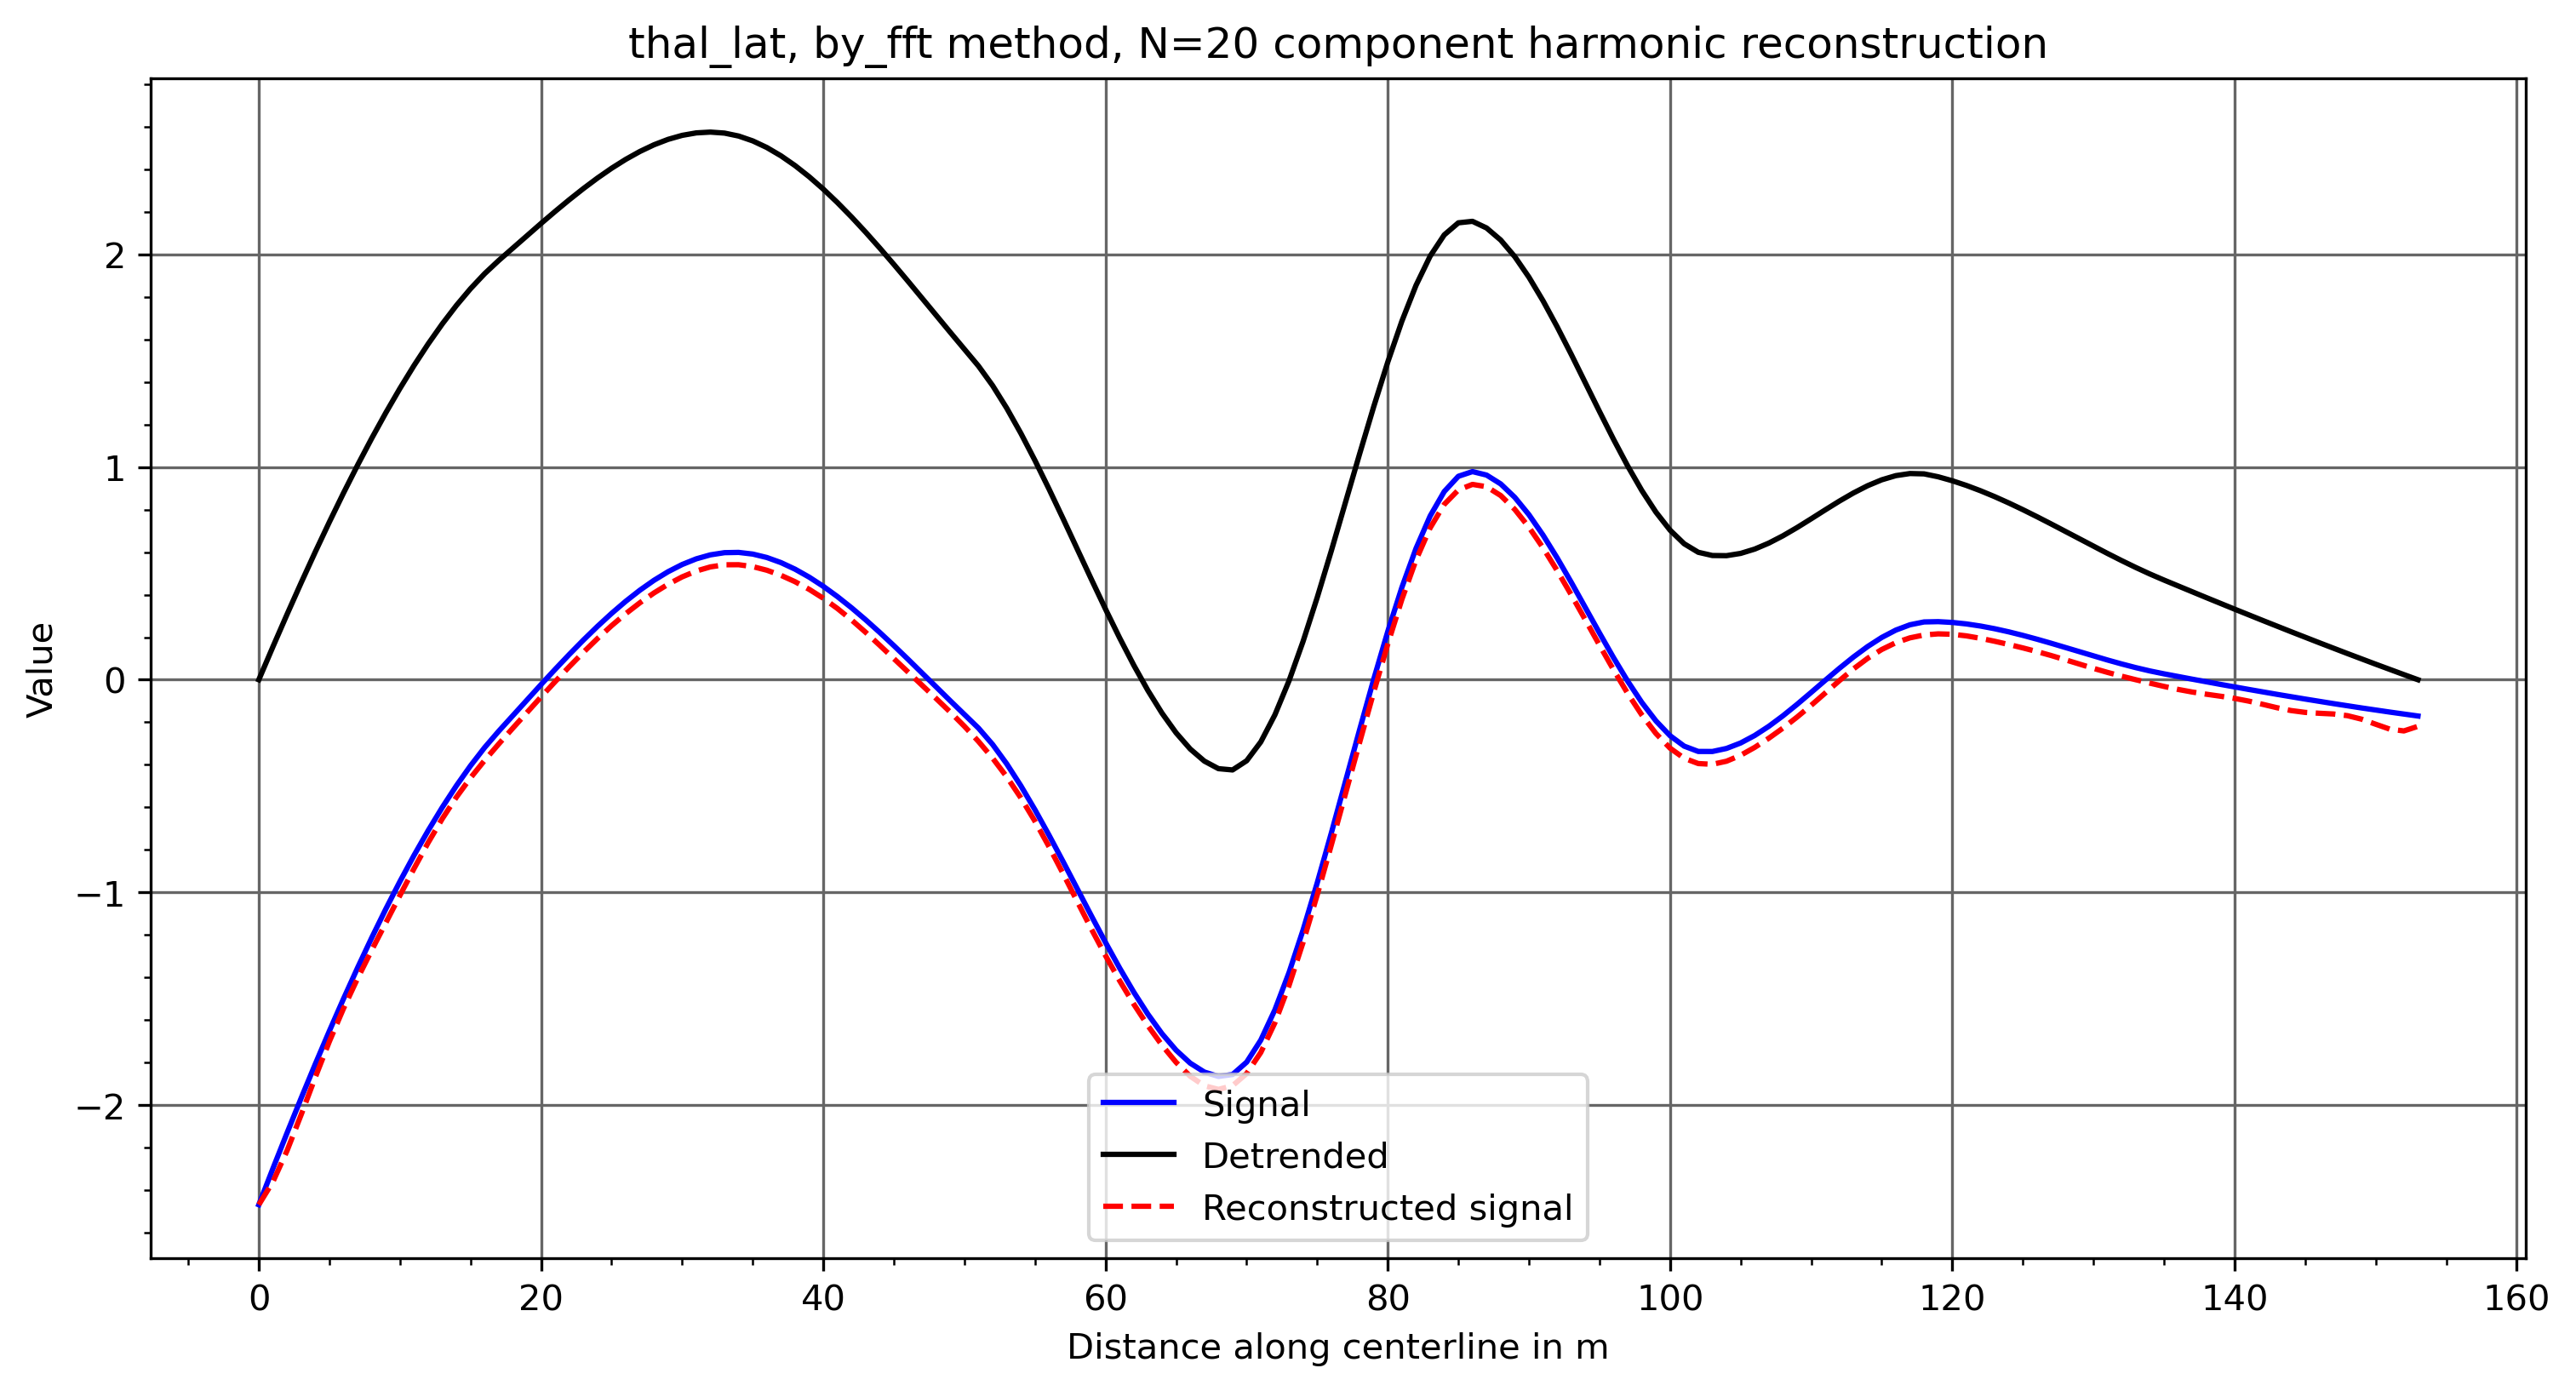 thal_lat, by_fft method, N=20 component harmonic reconstruction
Value
2
1
0
−1
−2
Signal
Detrended
Reconstructed signal
0 20 40 60 80 100 120 140 160
Distance along centerline in m